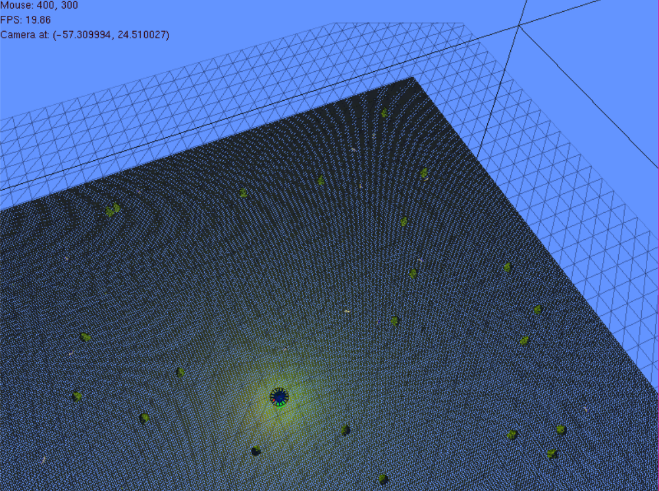 Mouse: 400, 300
FPS: 19.86
Camera at: (-57.309994, 24.510027)